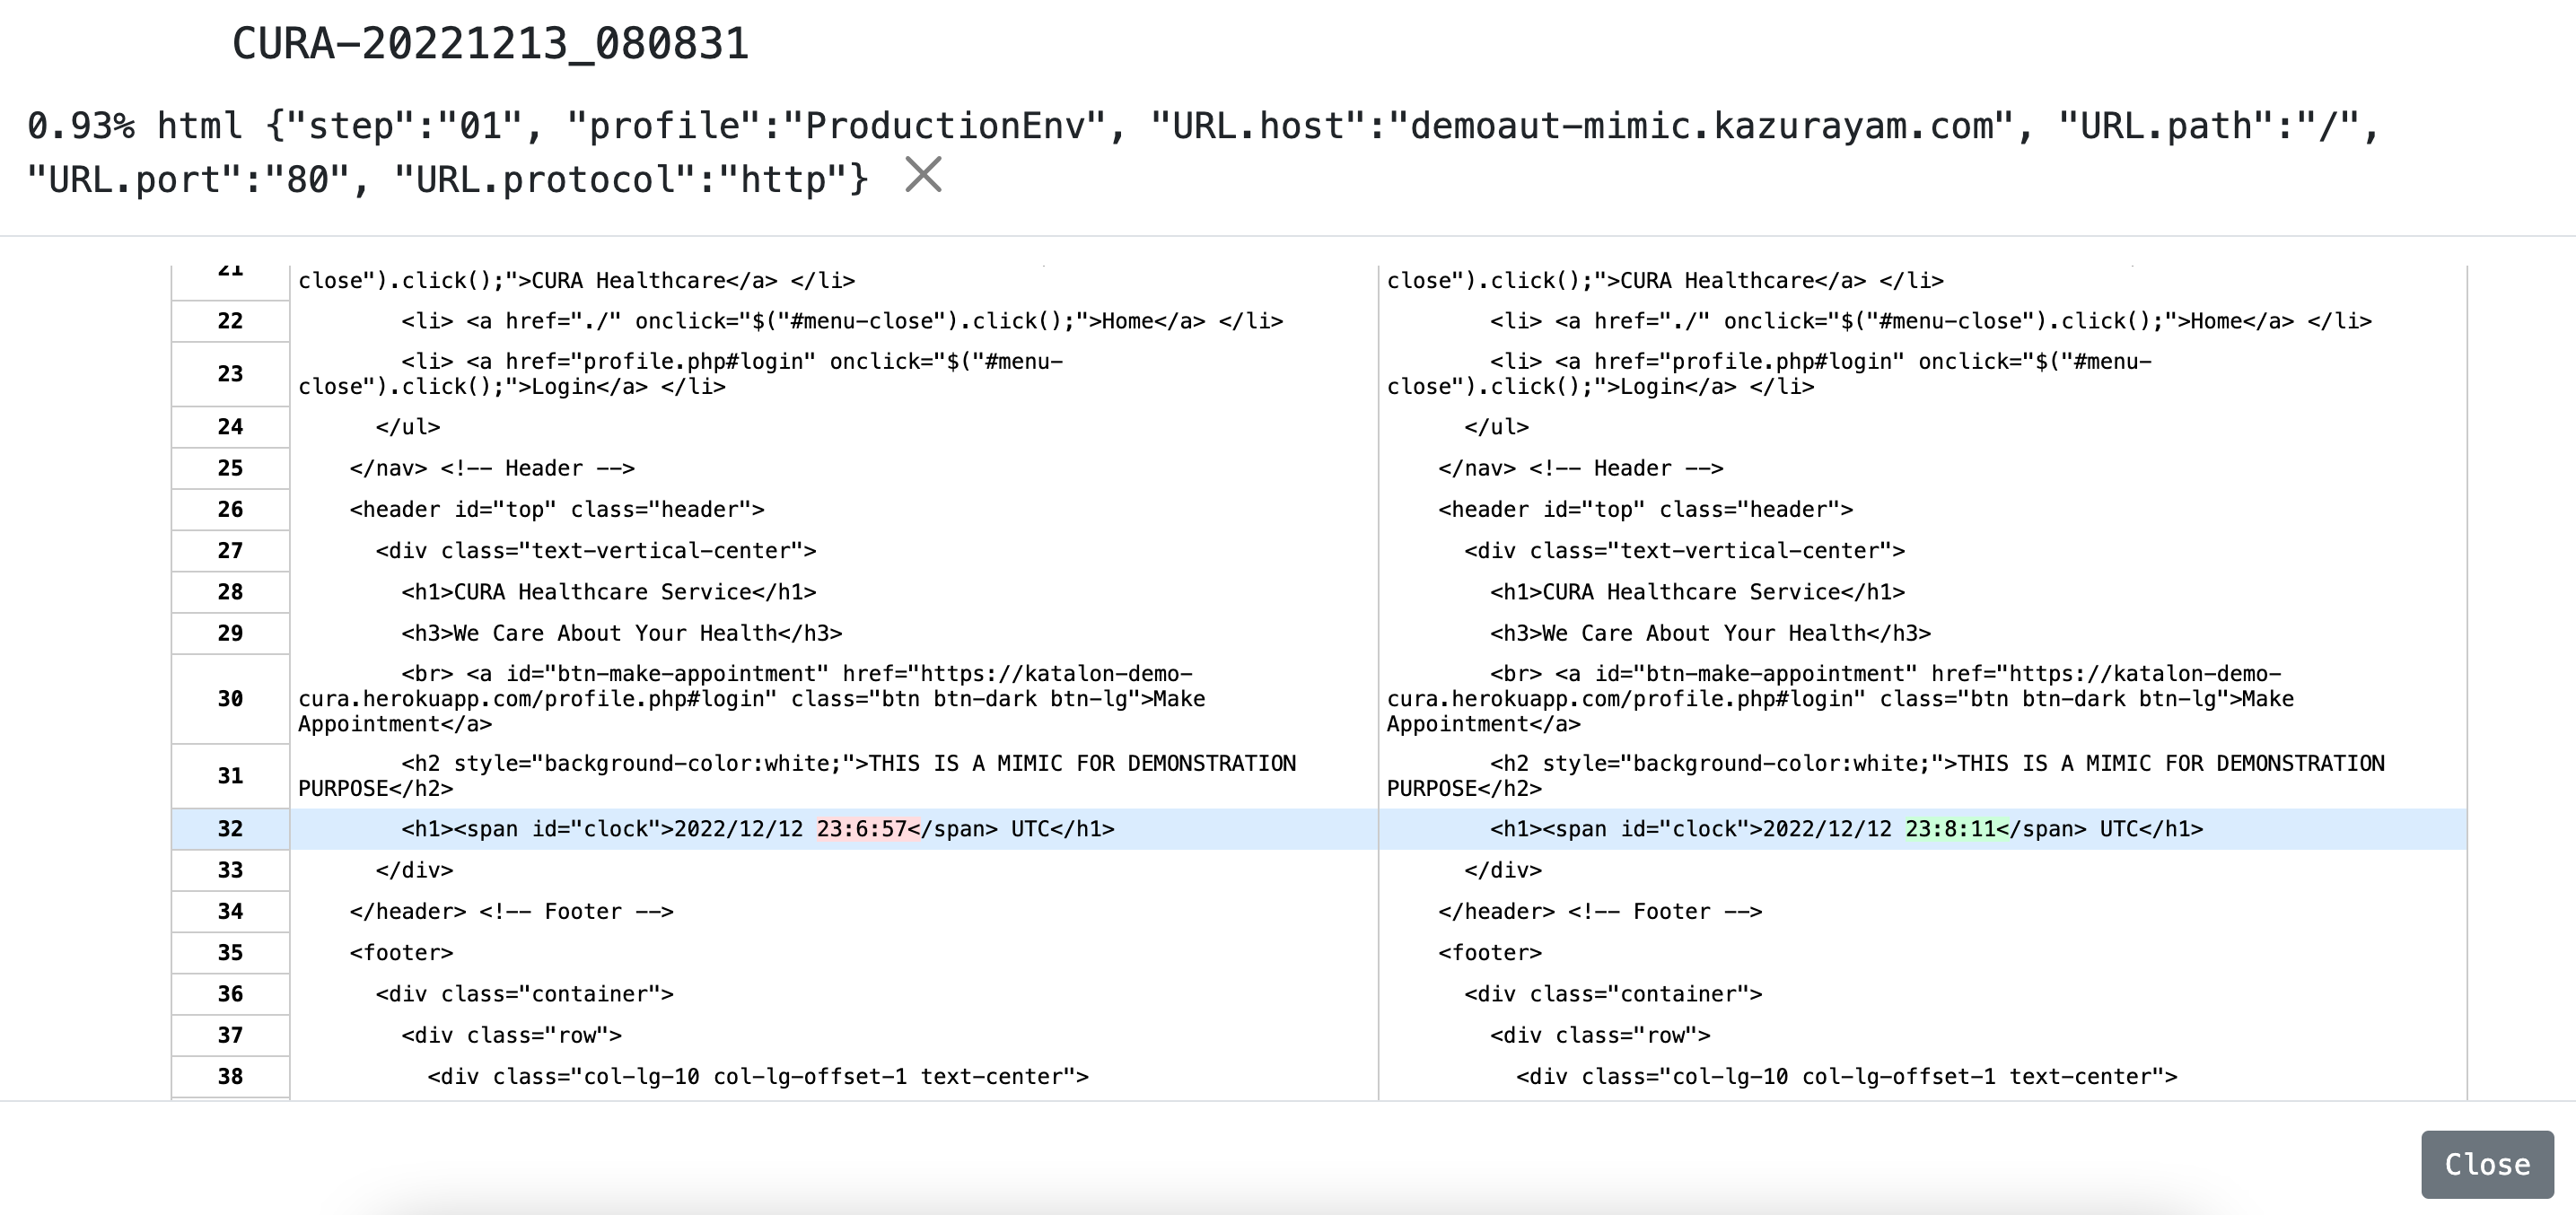 CURA-20221213_080831
0.93% html {"step":"01", "profile":"ProductionEnv", "URL.host":"demoaut-mimic.kazurayam.com", "URL.path":"/",
"URL.port":"80", "URL.protocol":"http"} ×
21 close").click();">CURA Healthcare</a> </li> close").click();">CURA Healthcare</a> </li>
22 <li> <a href="./" onclick="$("#menu-close").click();">Home</a> </li> <li> <a href="./" onclick="$("#menu-close").click();">Home</a> </li>
<li> <a href="profile.php#login" onclick="$("#menu- <li> <a href="profile.php#login" onclick="$("#menu-
23 close").click();">Login</a> </li> close").click();">Login</a> </li>
24 </ul> </ul>
25 </nav> <!-- Header --> </nav> <!-- Header -->
26 <header id="top" class="header"> <header id="top" class="header">
27 <div class="text-vertical-center"> <div class="text-vertical-center">
28 <h1>CURA Healthcare Service</h1> <h1>CURA Healthcare Service</h1>
29 <h3>We Care About Your Health</h3> <h3>We Care About Your Health</h3>
<br> <a id="btn-make-appointment" href="https://katalon-demo- <br> <a id="btn-make-appointment" href="https://katalon-demo-
30 cura.herokuapp.com/profile.php#login" class="btn btn-dark btn-lg">Make cura.herokuapp.com/profile.php#login" class="btn btn-dark btn-lg">Make
Appointment</a> Appointment</a>
31 <h2 style="background-color:white;">THIS IS A MIMIC FOR DEMONSTRATION <h2 style="background-color:white;">THIS IS A MIMIC FOR DEMONSTRATION
PURPOSE</h2> PURPOSE</h2>
32 <h1><span id="clock">2022/12/12 23:6:57</span> UTC</h1> <h1><span id="clock">2022/12/12 23:8:11</span> UTC</h1>
33 </div> </div>
34 </header> <!-- Footer --> </header> <!-- Footer -->
35 <footer> <footer>
36 <div class="container"> <div class="container">
37 <div class="row"> <div class="row">
38 <div class="col-lg-10 col-lg-offset-1 text-center"> <div class="col-lg-10 col-lg-offset-1 text-center">
Close